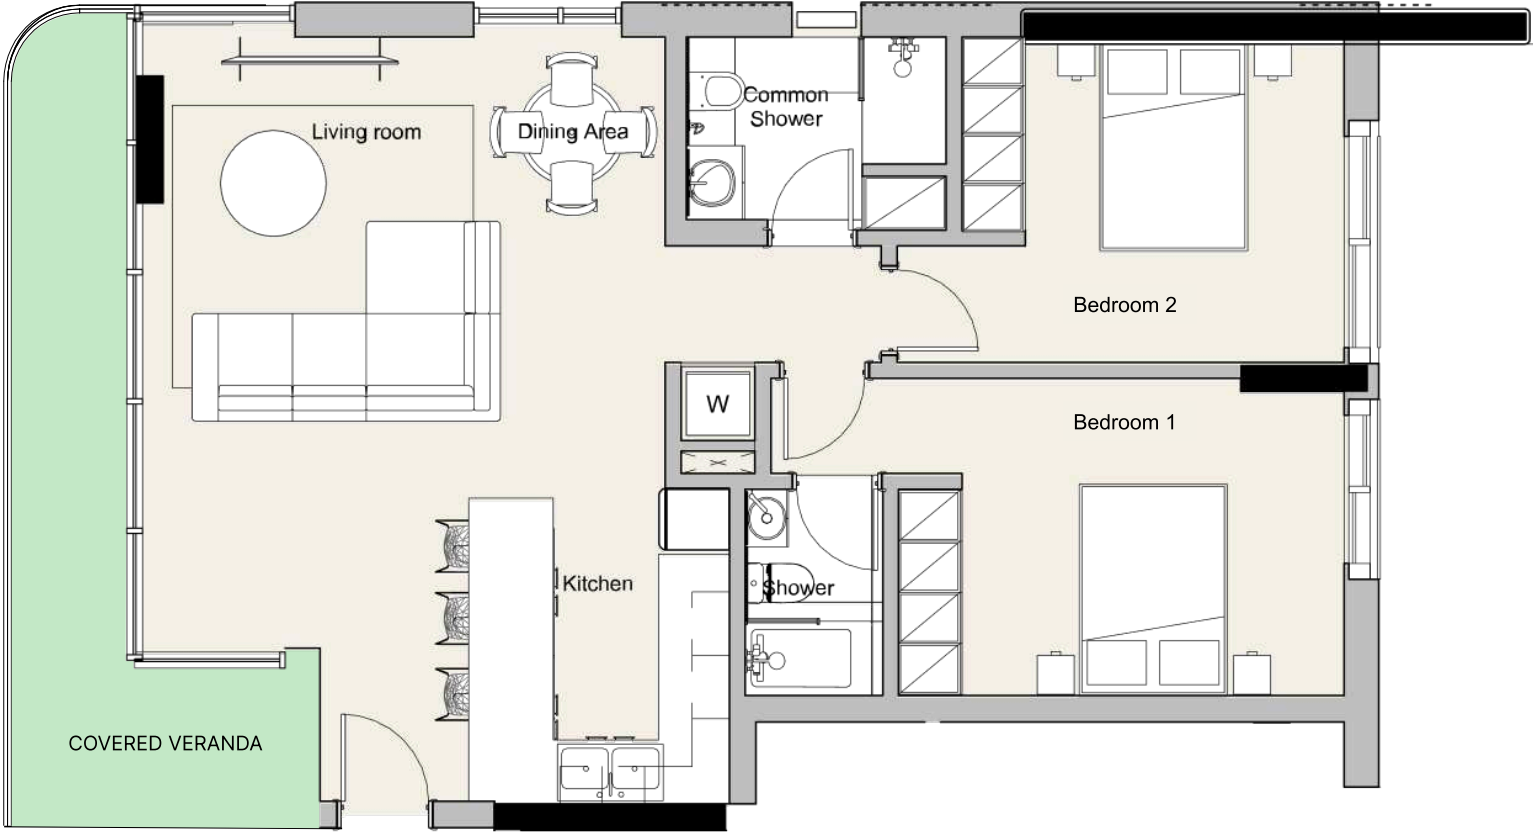 Common
Shower
Living room
Dining Area
Bedroom 2
W
Bedroom 1
Kitchen
Shower
COVERED VERANDA